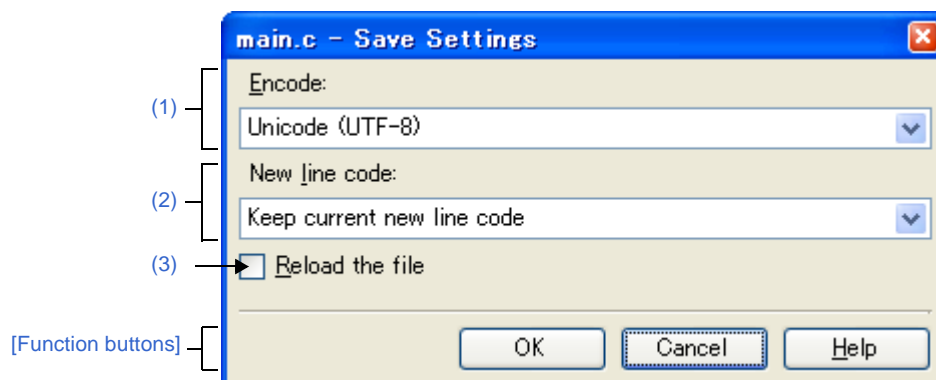 main.c - Save Settings
Encode:
(1)
Unicode (UTF-8)
New line code:
(2)
Keep current new line code
(3)
Reload the file
[Function buttons]
OK Cancel Help